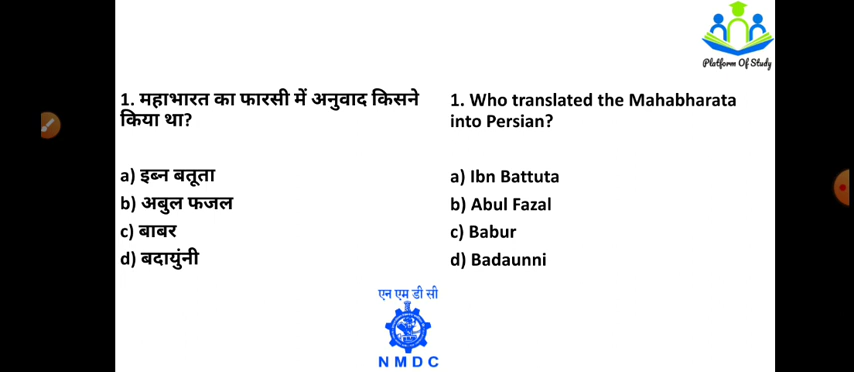 Platform Of Study
1. महाभारत का फारसी में अनुवाद किसने
किया था?
a) इब्न बतूता
b) अबुल फजल
c) बाबर
d) बदायुंनी
1. Who translated the Mahabharata
into Persian?
a) Ibn Battuta
b) Abul Fazal
c) Babur
d) Badaunni
एन एम डी सी
NMDC